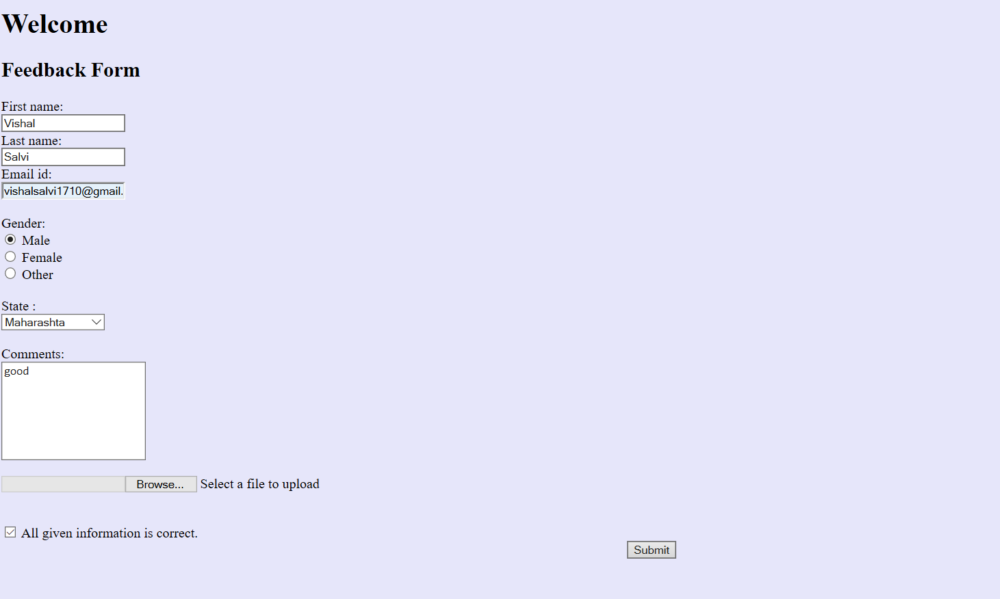 Welcome
Feedback Form
First name:
Vishal
Last name:
Salvi
Email id:
vishalsalvi1710@gmail.
Gender:
Male
Female
Other
State :
Maharashta
Comments:
good
Browse... Select a file to upload
All given information is correct.
Submit